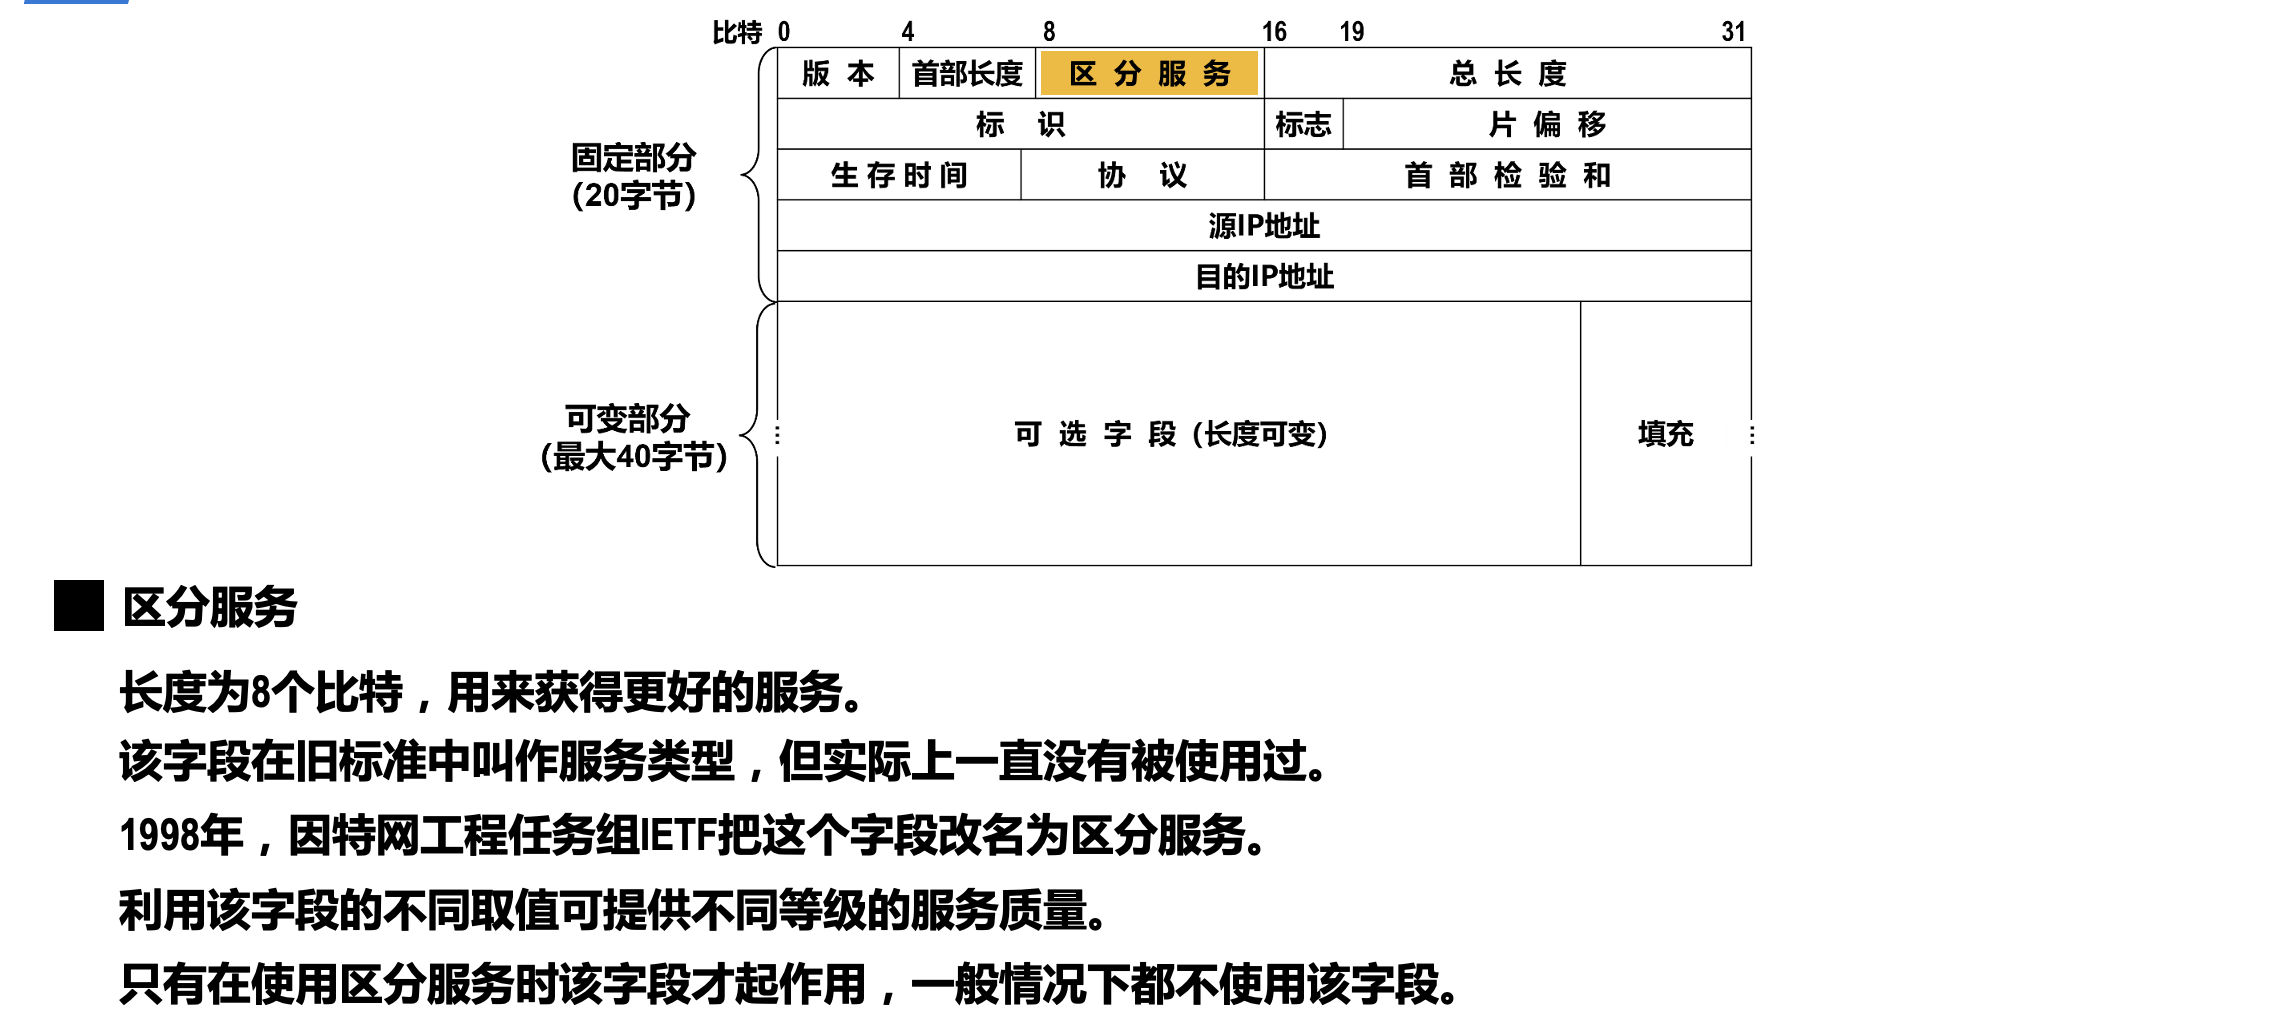 比特 0 4 8 16 19 31
版 本 首部长度 区 分 服 务 总 长 度
标 识 标志 片 偏 移
固定部分
(20字节)
生 存 时 间 协 议 首 部 检 验 和
源IP地址
目的IP地址
可变部分
(最大40字节)
可 选 字 段 (长度可变) 填充
区分服务
长度为8个比特，用来获得更好的服务。
该字段在旧标准中叫作服务类型，但实际上一直没有被使用过。
1998年，因特网工程任务组IETF把这个字段改名为区分服务。
利用该字段的不同取值可提供不同等级的服务质量。
只有在使用区分服务时该字段才起作用，一般情况下都不使用该字段。